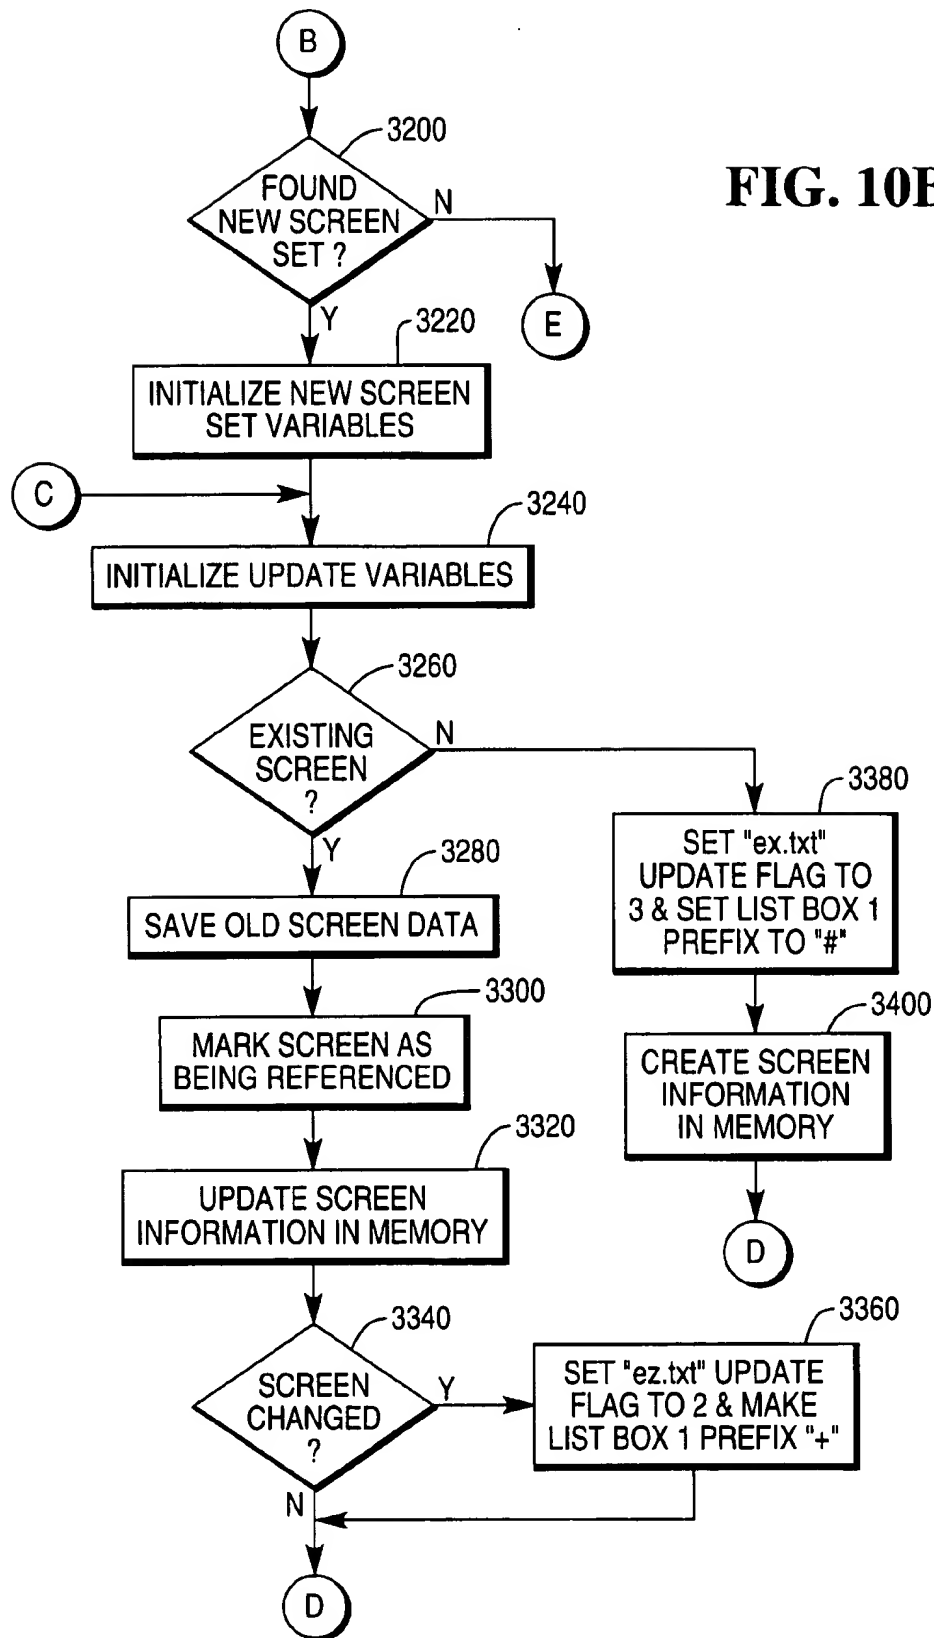 B
3200
FIG. 10B
FOUND
NEW SCREEN
SET ?
N
Y
E
3220
INITIALIZE NEW SCREEN
SET VARIABLES
C
3240
INITIALIZE UPDATE VARIABLES
3260
EXISTING
SCREEN
?
N
Y
3380
SET "ex.txt"
UPDATE FLAG TO
3 & SET LIST BOX 1
PREFIX TO "#"
3280
SAVE OLD SCREEN DATA
3300
MARK SCREEN AS
BEING REFERENCED
3400
CREATE SCREEN
INFORMATION
IN MEMORY
3320
UPDATE SCREEN
INFORMATION IN MEMORY
D
3340
SCREEN
CHANGED
?
Y
N
3360
SET "ez.txt" UPDATE
FLAG TO 2 & MAKE
LIST BOX 1 PREFIX "+"
D